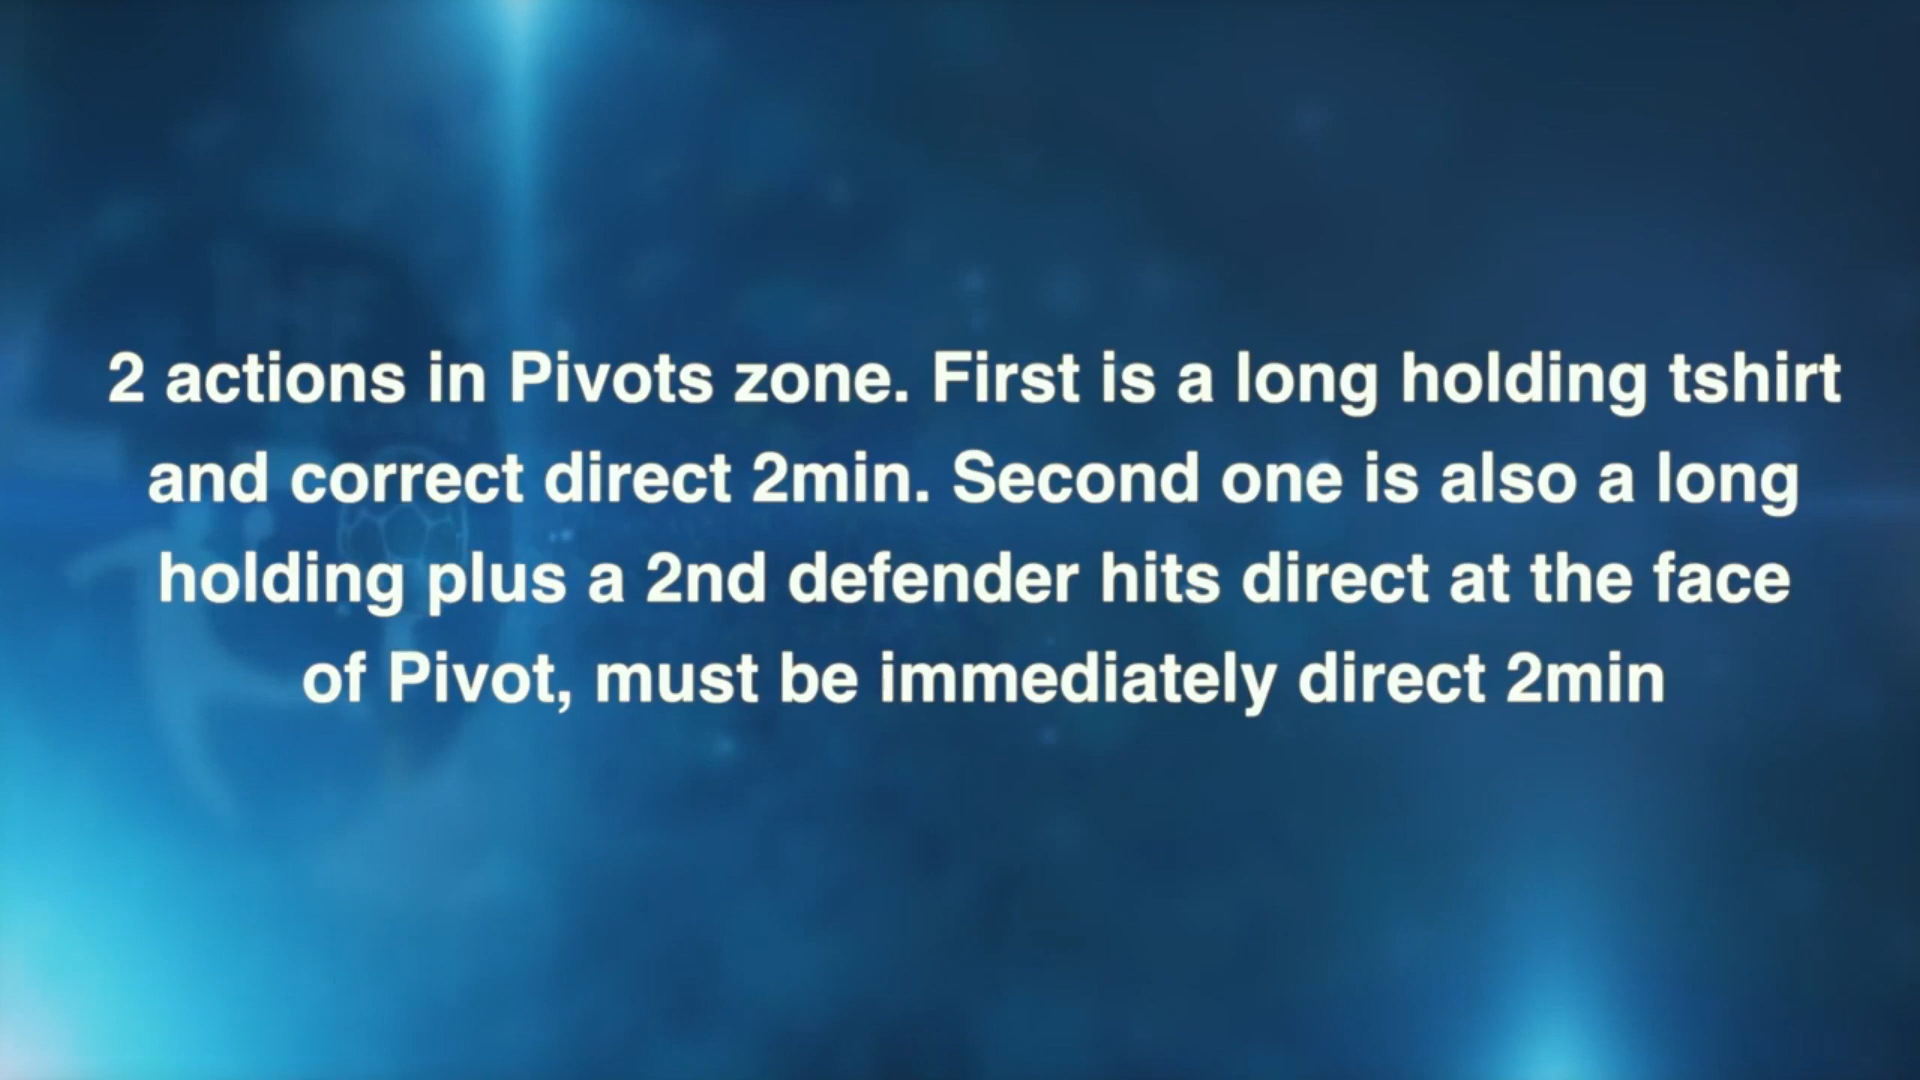 2 actions in Pivots zone. First is a long holding tshirt
and correct direct 2min. Second one is also a long
holding plus a 2nd defender hits direct at the face
of Pivot, must be immediately direct 2min